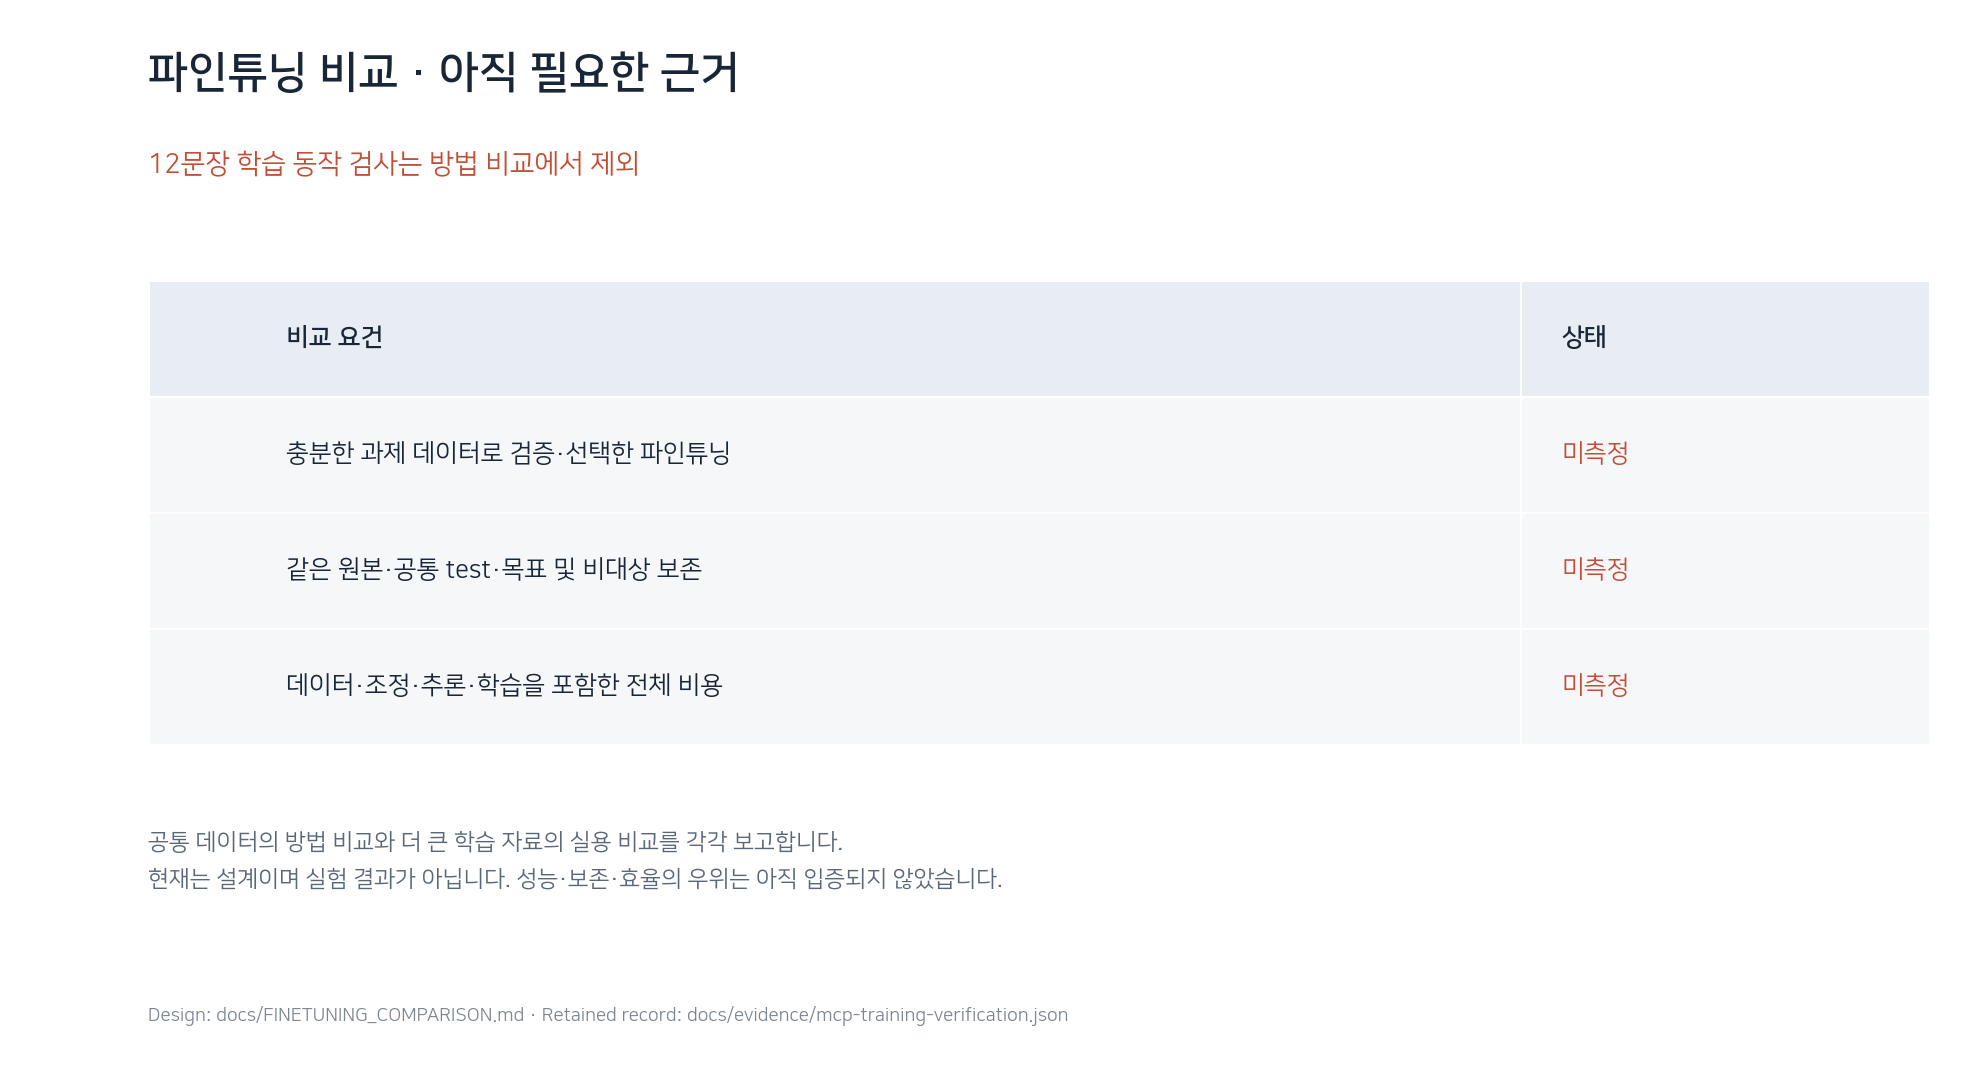 파인튜닝 비교 · 아직 필요한 근거
12문장 학습 동작 검사는 방법 비교에서 제외
비교 요건 상태
충분한 과제 데이터로 검증·선택한 파인튜닝 미측정
같은 원본·공통 test·목표 및 비대상 보존 미측정
데이터·조정·추론·학습을 포함한 전체 비용 미측정
공통 데이터의 방법 비교와 더 큰 학습 자료의 실용 비교를 각각 보고합니다.
현재는 설계이며 실험 결과가 아닙니다. 성능·보존·효율의 우위는 아직 입증되지 않았습니다.
Design: docs/FINETUNING_COMPARISON.md · Retained record: docs/evidence/mcp-training-verification.json